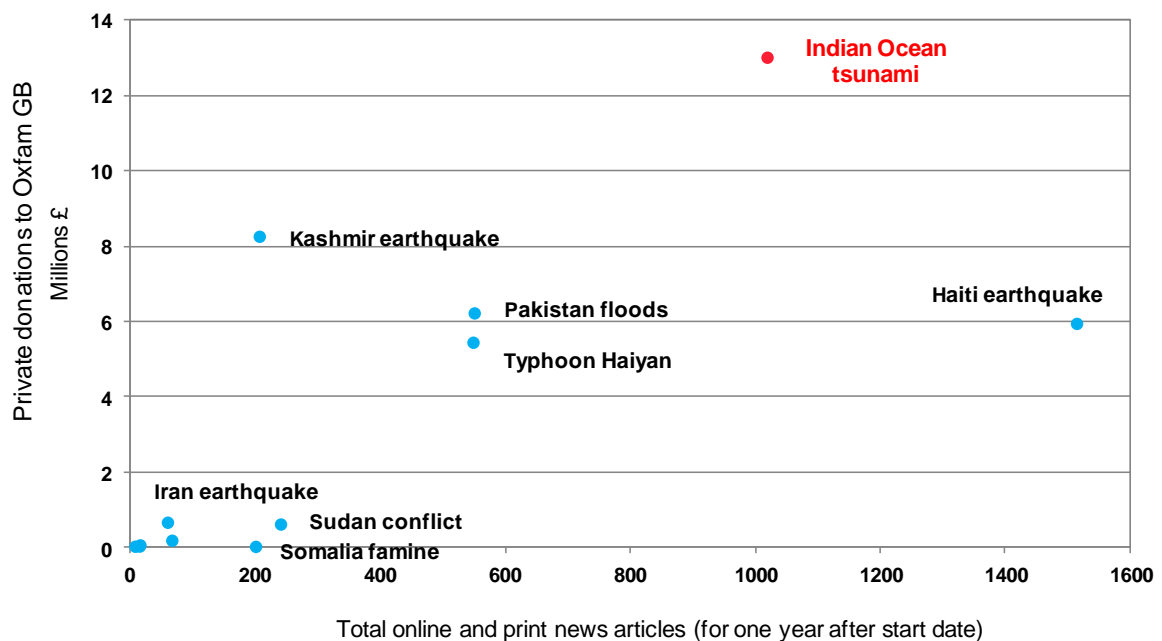 Private donations to Oxfam GB
Millions £
14
12
10
8
6
4
2
0
Indian Ocean
tsunami
Kashmir earthquake
Haiti earthquake
Pakistan floods
Typhoon Haiyan
Iran earthquake
Sudan conflict
Somalia famine
0 200 400 600 800 1000 1200 1400 1600
Total online and print news articles (for one year after start date)